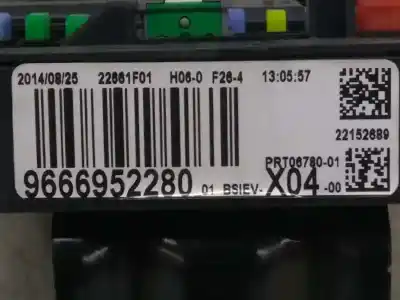 2014/08/25 22661F01 H06-0 F26-4 13:05:57
22152689
PRT06780-01
9666952280 01 BSIEV- X04 -00